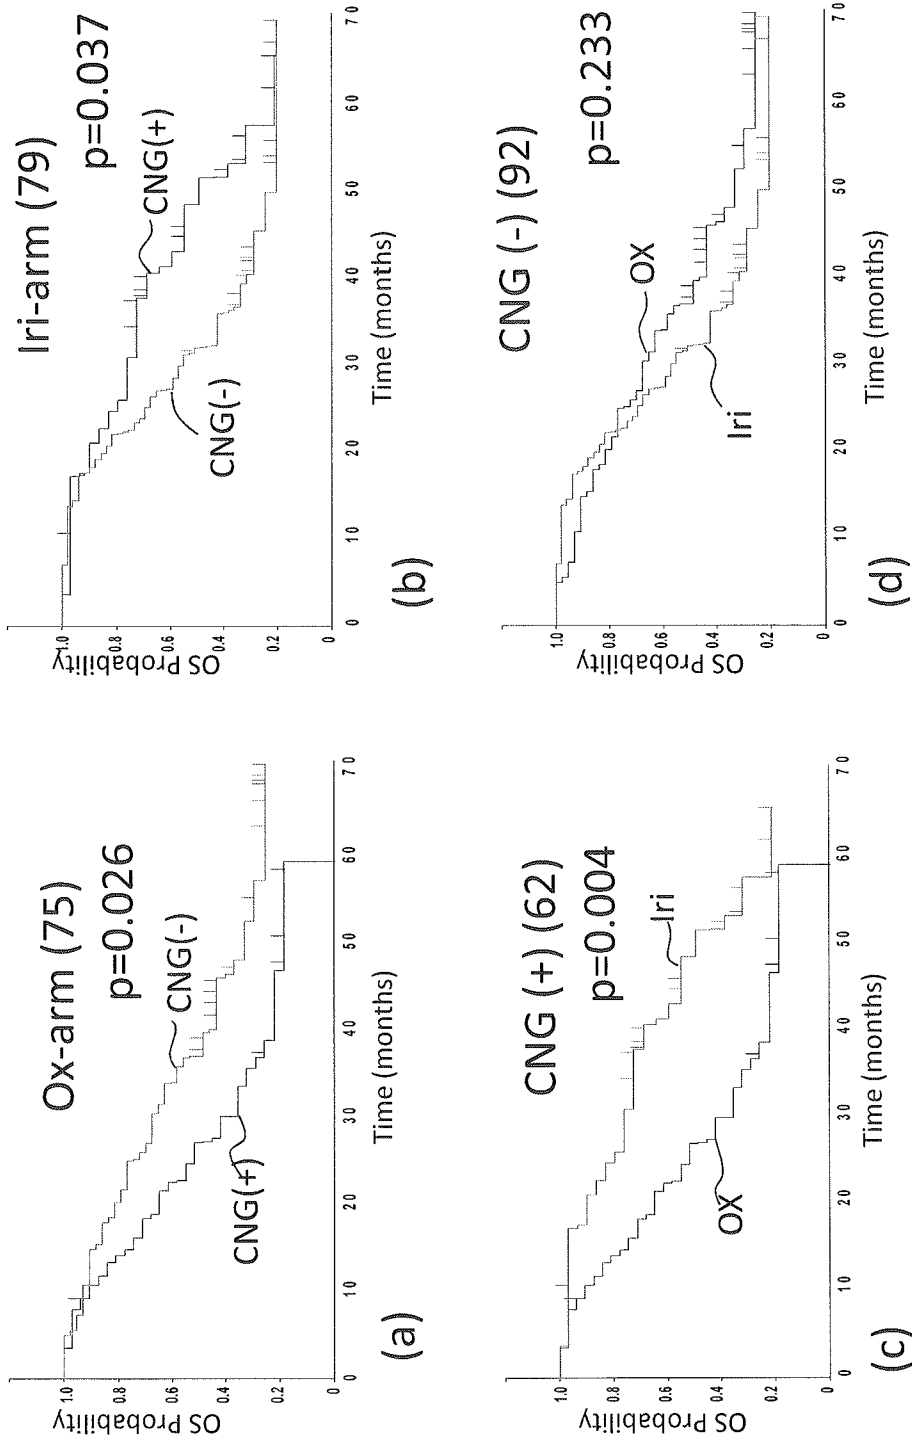 Ox-arm (75)
p=0.026
CNG(-)
CNG(+)
OS Probability
1.0
0.8
0.6
0.4
0.2
0
0
10
20
30
40
50
60
70
Time (months)
(a)
Iri-arm (79)
p=0.037
CNG(+)
CNG(-)
OS Probability
1.0
0.8
0.6
0.4
0.2
0
0
10
20
30
40
50
60
70
Time (months)
(b)
CNG (+) (62)
p=0.004
Iri
OX
OS Probability
1.0
0.8
0.6
0.4
0.2
0
0
10
20
30
40
50
60
70
Time (months)
(c)
CNG (-) (92)
p=0.233
OX
Iri
OS Probability
1.0
0.8
0.6
0.4
0.2
0
0
10
20
30
40
50
60
70
Time (months)
(d)